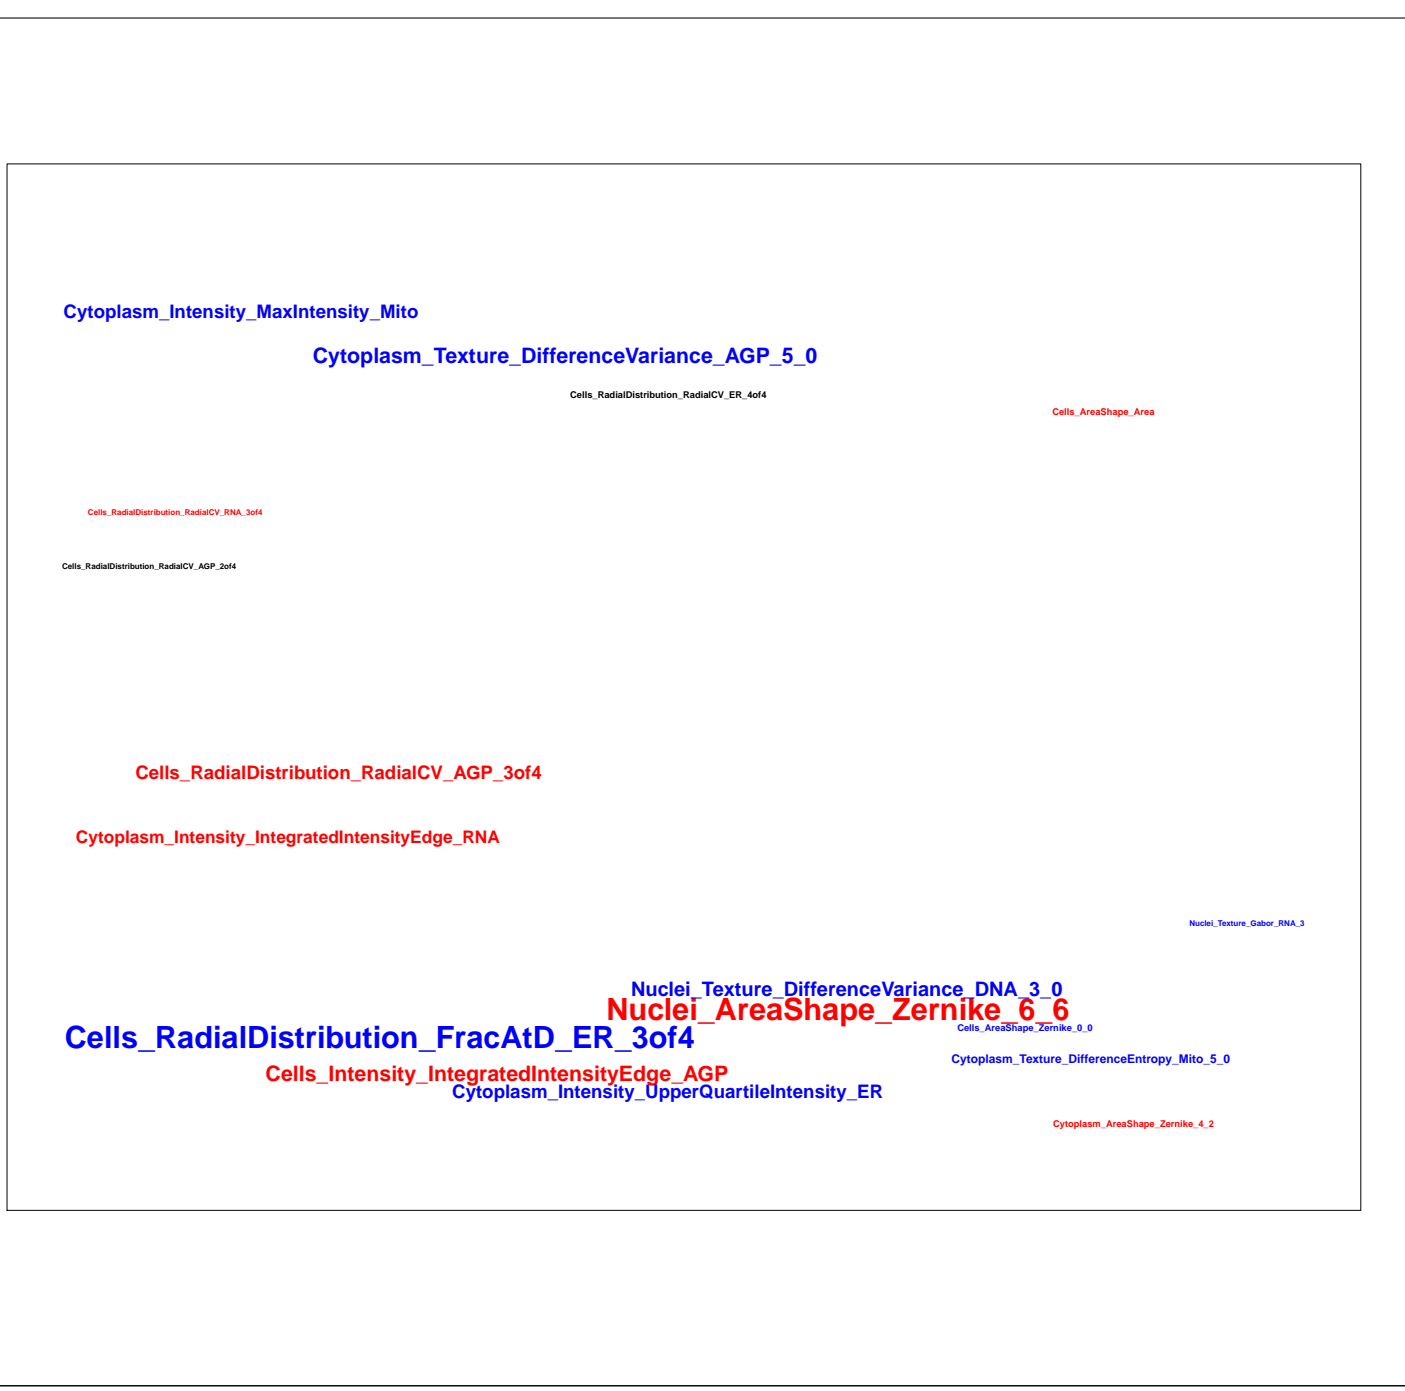 Cytoplasm_Intensity_MaxIntensity_Mito
Cytoplasm_Texture_DifferenceVariance_AGP_5_0
Cells_RadialDistribution_RadialCV_ER_4of4
Cells_AreaShape_Area
Cells_RadialDistribution_RadialCV_RNA_3of4
Cells_RadialDistribution_RadialCV_AGP_2of4
Cells_RadialDistribution_RadialCV_AGP_3of4
Cytoplasm_Intensity_IntegratedIntensityEdge_RNA
Nuclei_Texture_Gabor_RNA_3
Nuclei_Texture_DifferenceVariance_DNA_3_0
Nuclei_AreaShape_Zernike_6_6
Cells_AreaShape_Zernike_0_0
Cells_RadialDistribution_FracAtD_ER_3of4
Cytoplasm_Texture_DifferenceEntropy_Mito_5_0
Cells_Intensity_IntegratedIntensityEdge_AGP
Cytoplasm_Intensity_UpperQuartileIntensity_ER
Cytoplasm_AreaShape_Zernike_4_2